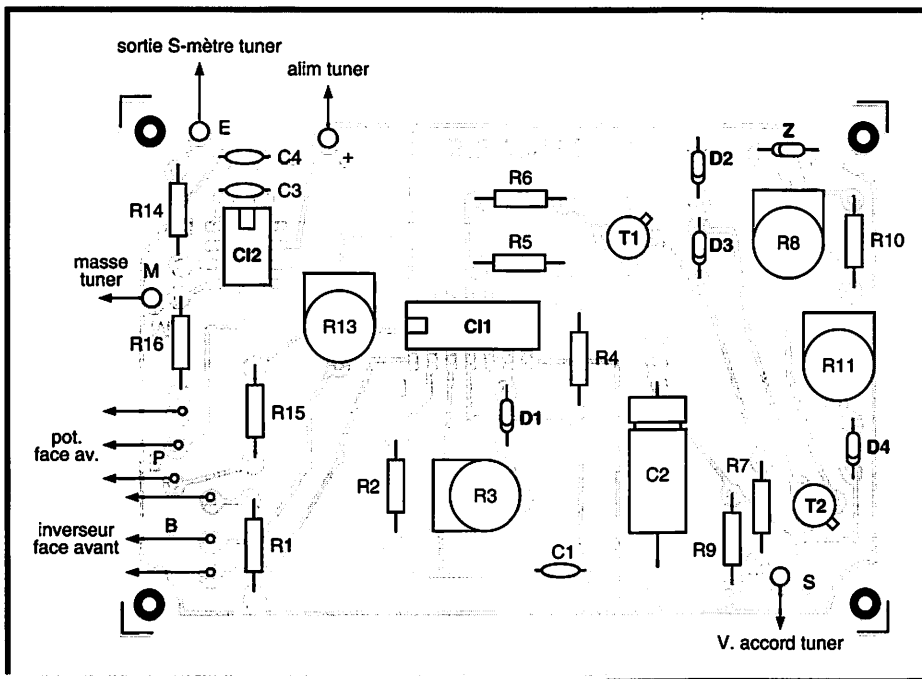 sortie S-mètre tuner
alim tuner
E
+
C4
C3
D2
Z
R14
R6
T1
R8
R10
CI2
D3
R5
masse
tuner
M
R13
CI1
R16
R4
R11
R15
D1
pot.
face av.
P
D4
R2
R3
C2
R7
T2
inverseur
face avant
B
R1
R9
C1
S
V. accord tuner